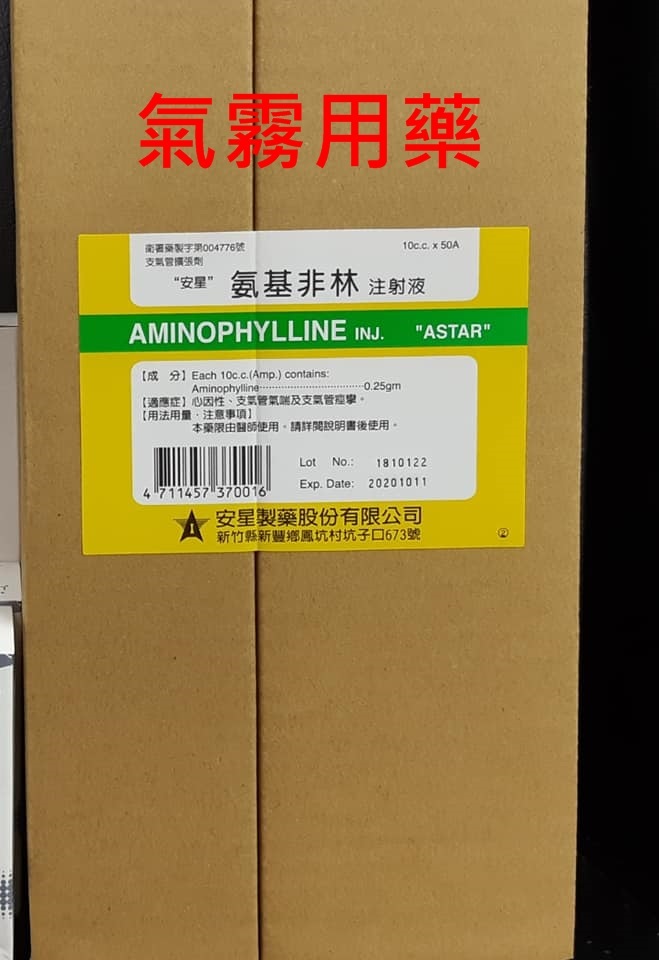 氣霧用藥
衛署藥製字第004776號
10c.c. x 50A
支氣管擴張劑
"安星" 氨基非林 注射液
AMINOPHYLLINE INJ. "ASTAR"
【成 分】Each 10c.c.(Amp.) contains:
Aminophylline································0.25gm
【適應症】心因性、支氣管氣喘及支氣管痙攣。
【用法用量‧注意事項】
本藥限由醫師使用。請詳閱說明書後使用。
Lot No.: 1810122
Exp. Date: 20201011
4 711457 370016
安星製藥股份有限公司
新竹縣新豐鄉鳳坑村坑子口673號
②